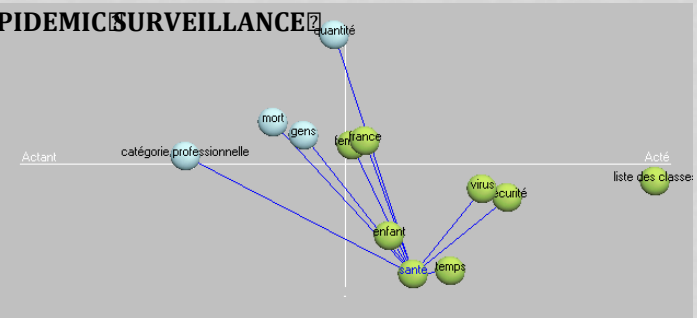 PIDEMIC SURVEILLANCE
quantité
mort
gens
france
catégorie professionnelle
Actant
Acté
liste des classes
virus
enfant
santé
temps